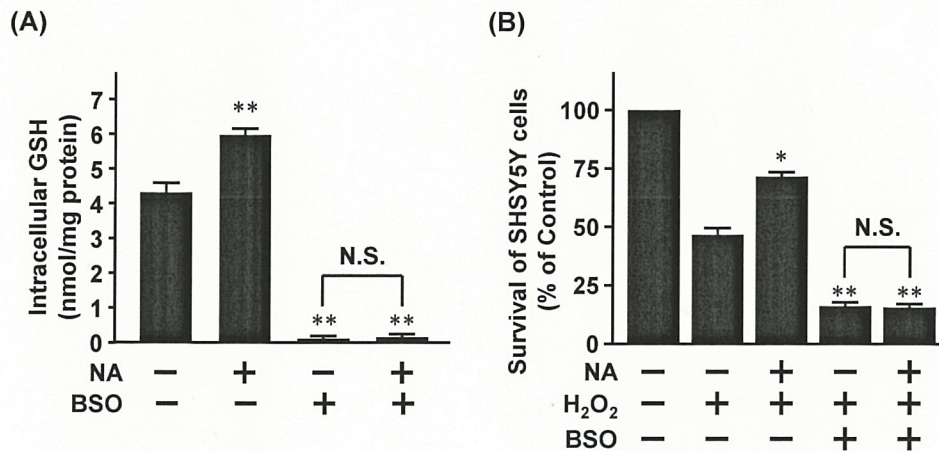 (A)
Intracellular GSH
(nmol/mg protein)
7
6
5
4
3
2
1
0
**
N.S.
** **
NA − + − +
BSO − − + +
(B)
Survival of SHSY5Y cells
(% of Control)
100
75
50
25
0
*
N.S.
** **
NA − − + − +
H₂O₂ − + + + +
BSO − − − + +